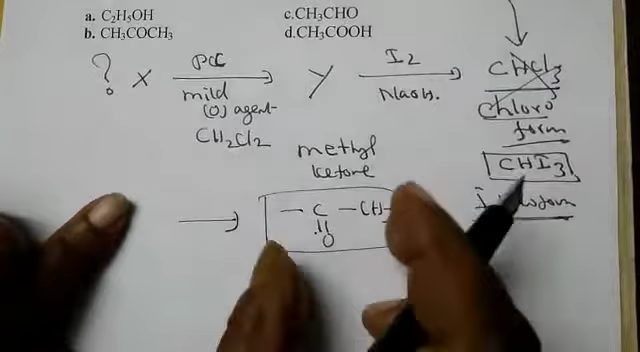 a. C₂H₅OH
c.CH₃CHO
b. CH₃COCH₃
d.CH₃COOH
? X PCC Y I₂ CHCl₃
mild NaOH. Chloro
(O) agent form
CH₂Cl₂
methyl CHI₃
ketone
— C — CH
O